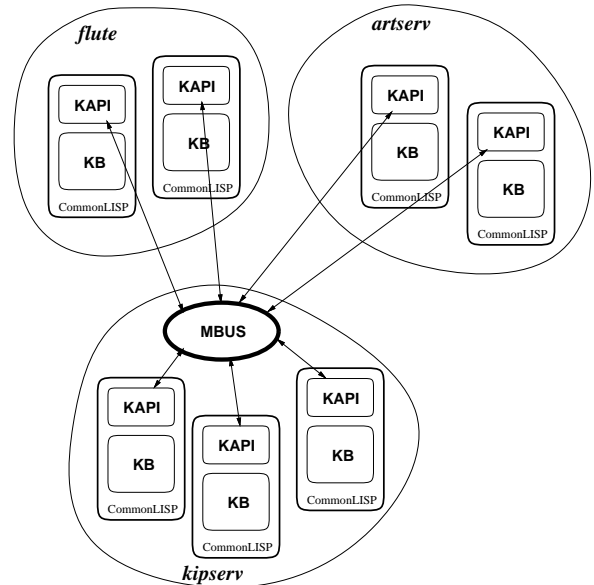 flute
artserv
KAPI
KB
CommonLISP
KAPI
KB
CommonLISP
KAPI
KB
CommonLISP
KAPI
KB
CommonLISP
MBUS
KAPI
KB
CommonLISP
KAPI
KB
CommonLISP
KAPI
KB
CommonLISP
kipserv